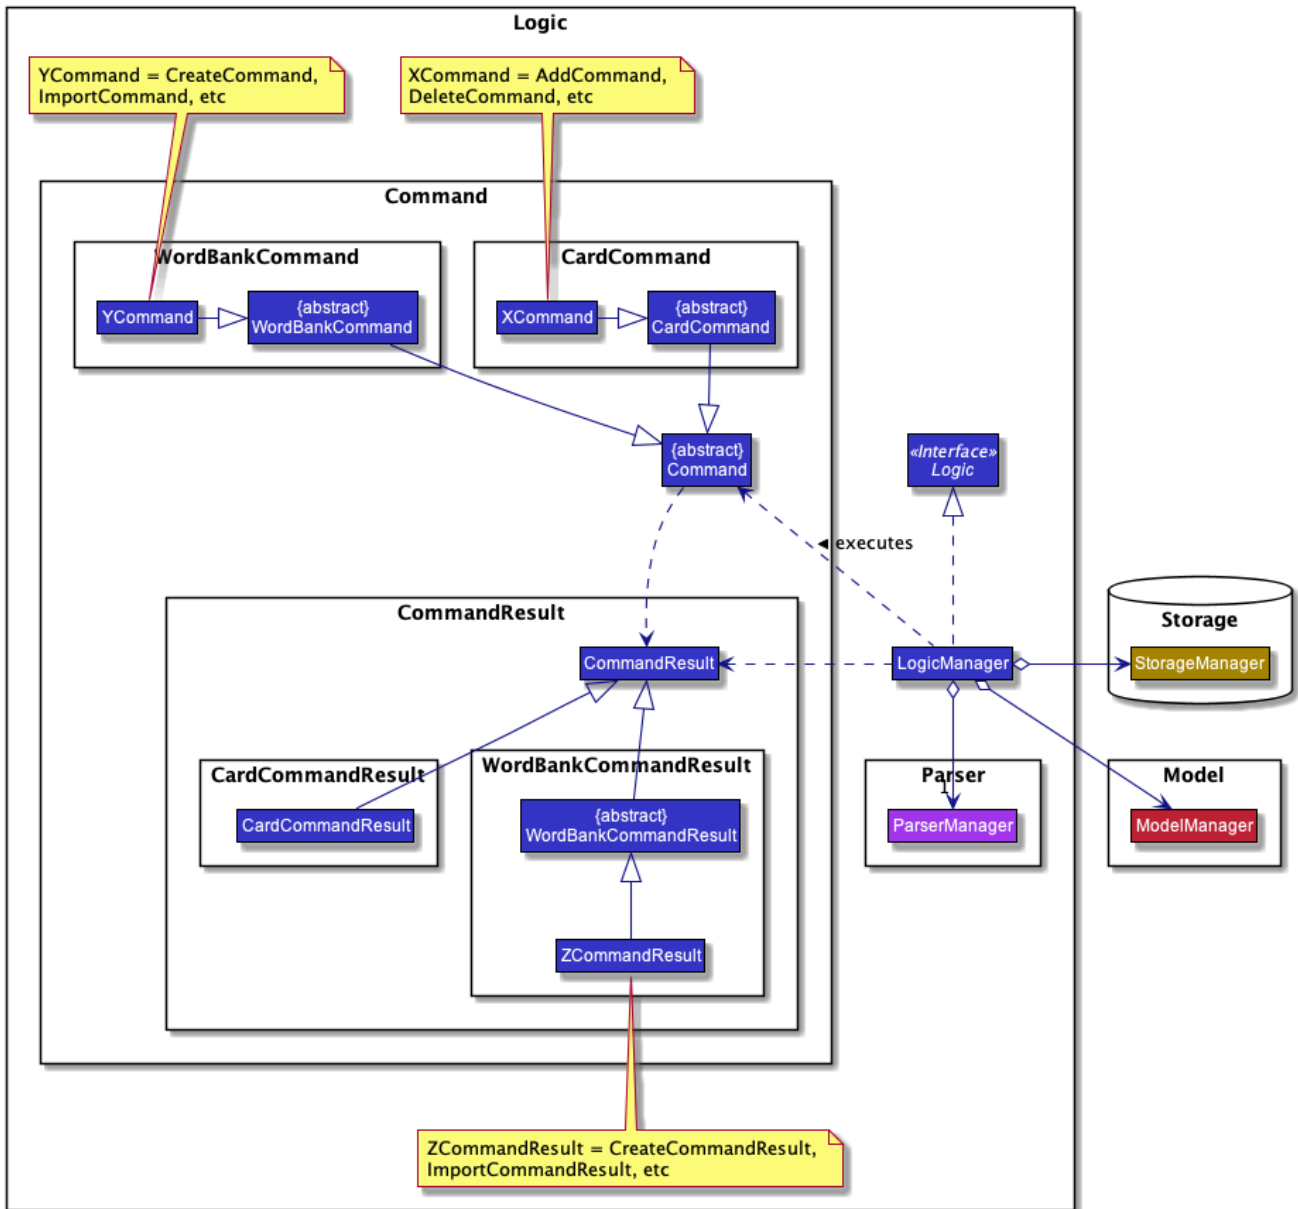 Logic
YCommand = CreateCommand,
ImportCommand, etc
XCommand = AddCommand,
DeleteCommand, etc
Command
WordBankCommand
CardCommand
YCommand
{abstract}
WordBankCommand
XCommand
{abstract}
CardCommand
{abstract}
Command
«Interface»
Logic
executes
CommandResult
CommandResult
LogicManager
Storage
StorageManager
CardCommandResult
CardCommandResult
WordBankCommandResult
{abstract}
WordBankCommandResult
Parser
ParserManager
Model
ModelManager
ZCommandResult
ZCommandResult = CreateCommandResult,
ImportCommandResult, etc